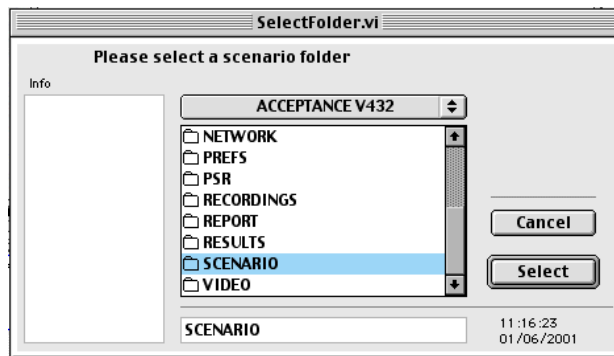 SelectFolder.vi
Please select a scenario folder
Info
ACCEPTANCE V432
NETWORK
PREFS
PSR
RECORDINGS
REPORT
RESULTS
SCENARIO
VIDEO
Cancel
Select
SCENARIO
11:16:23
01/06/2001